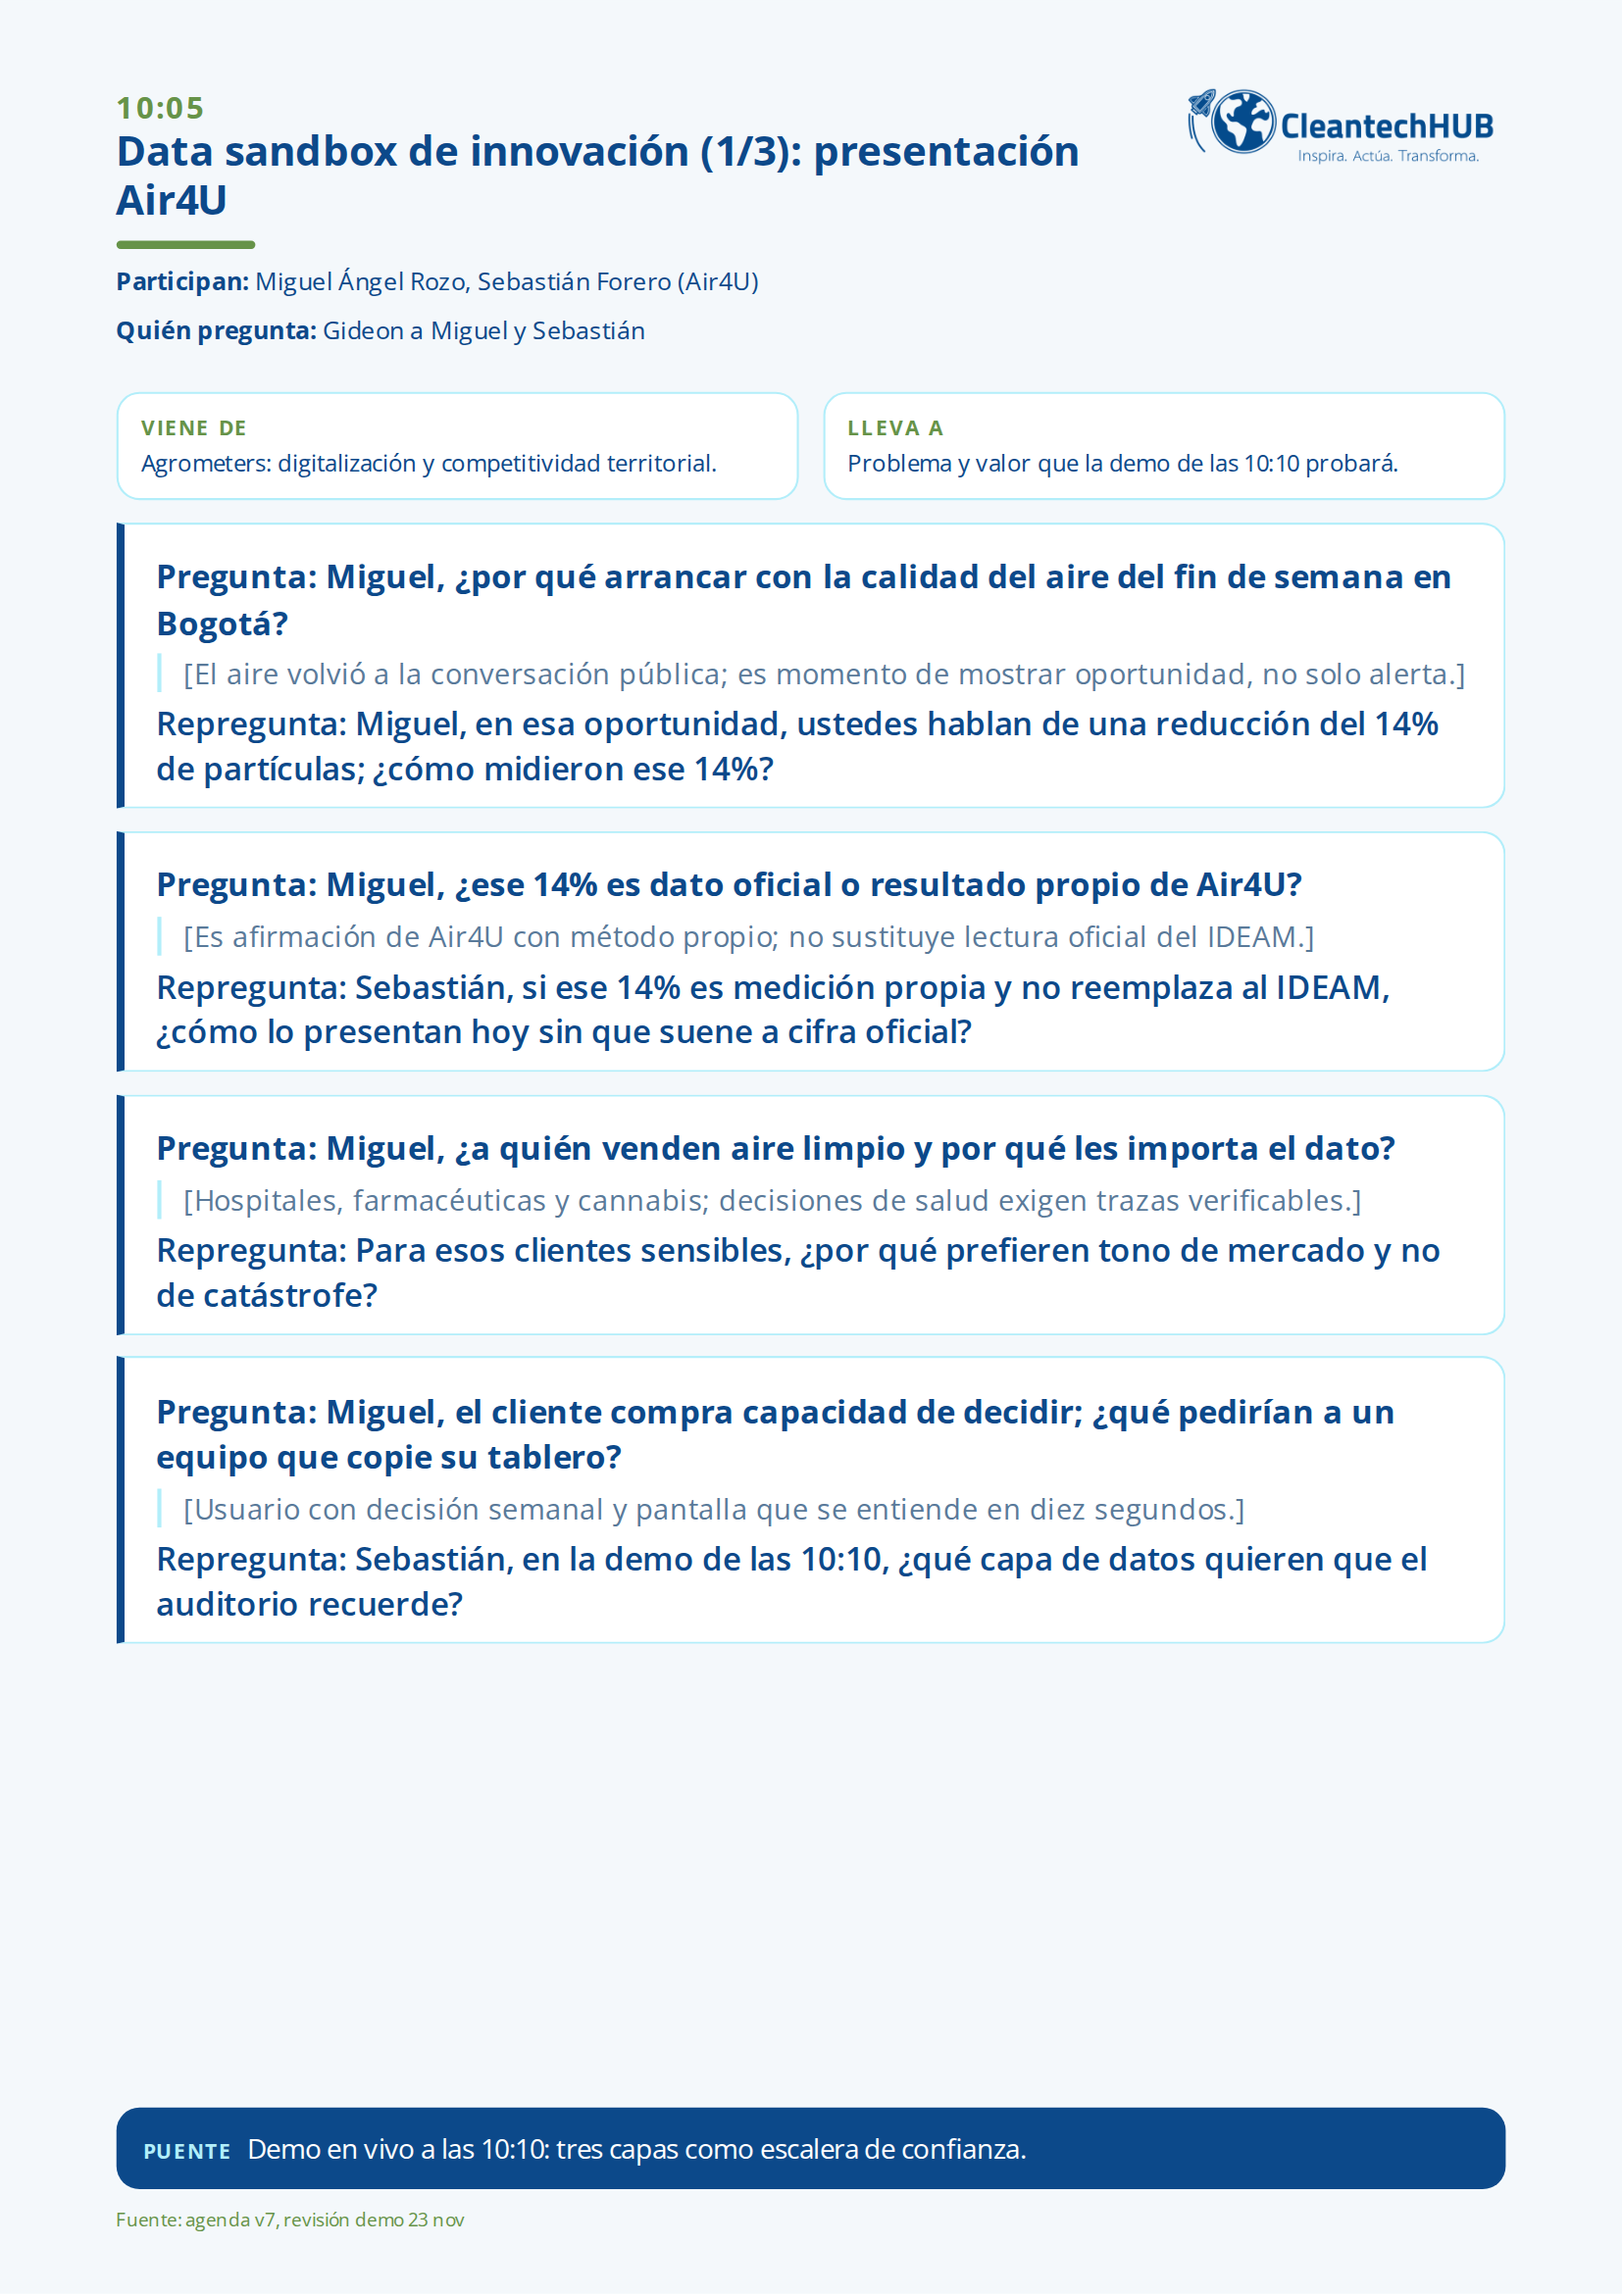 10:05
Data sandbox de innovación (1/3): presentación
Air4U
CleantechHUB
Inspira. Actúa. Transforma.
Participan: Miguel Ángel Rozo, Sebastián Forero (Air4U)
Quién pregunta: Gideon a Miguel y Sebastián
VIENE DE
Agrometers: digitalización y competitividad territorial.
LLEVA A
Problema y valor que la demo de las 10:10 probará.
Pregunta: Miguel, ¿por qué arrancar con la calidad del aire del fin de semana en
Bogotá?
[El aire volvió a la conversación pública; es momento de mostrar oportunidad, no solo alerta.]
Repregunta: Miguel, en esa oportunidad, ustedes hablan de una reducción del 14%
de partículas; ¿cómo midieron ese 14%?
Pregunta: Miguel, ¿ese 14% es dato oficial o resultado propio de Air4U?
[Es afirmación de Air4U con método propio; no sustituye lectura oficial del IDEAM.]
Repregunta: Sebastián, si ese 14% es medición propia y no reemplaza al IDEAM,
¿cómo lo presentan hoy sin que suene a cifra oficial?
Pregunta: Miguel, ¿a quién venden aire limpio y por qué les importa el dato?
[Hospitales, farmacéuticas y cannabis; decisiones de salud exigen trazas verificables.]
Repregunta: Para esos clientes sensibles, ¿por qué prefieren tono de mercado y no
de catástrofe?
Pregunta: Miguel, el cliente compra capacidad de decidir; ¿qué pedirían a un
equipo que copie su tablero?
[Usuario con decisión semanal y pantalla que se entiende en diez segundos.]
Repregunta: Sebastián, en la demo de las 10:10, ¿qué capa de datos quieren que el
auditorio recuerde?
PUENTE Demo en vivo a las 10:10: tres capas como escalera de confianza.
Fuente: agenda v7, revisión demo 23 nov